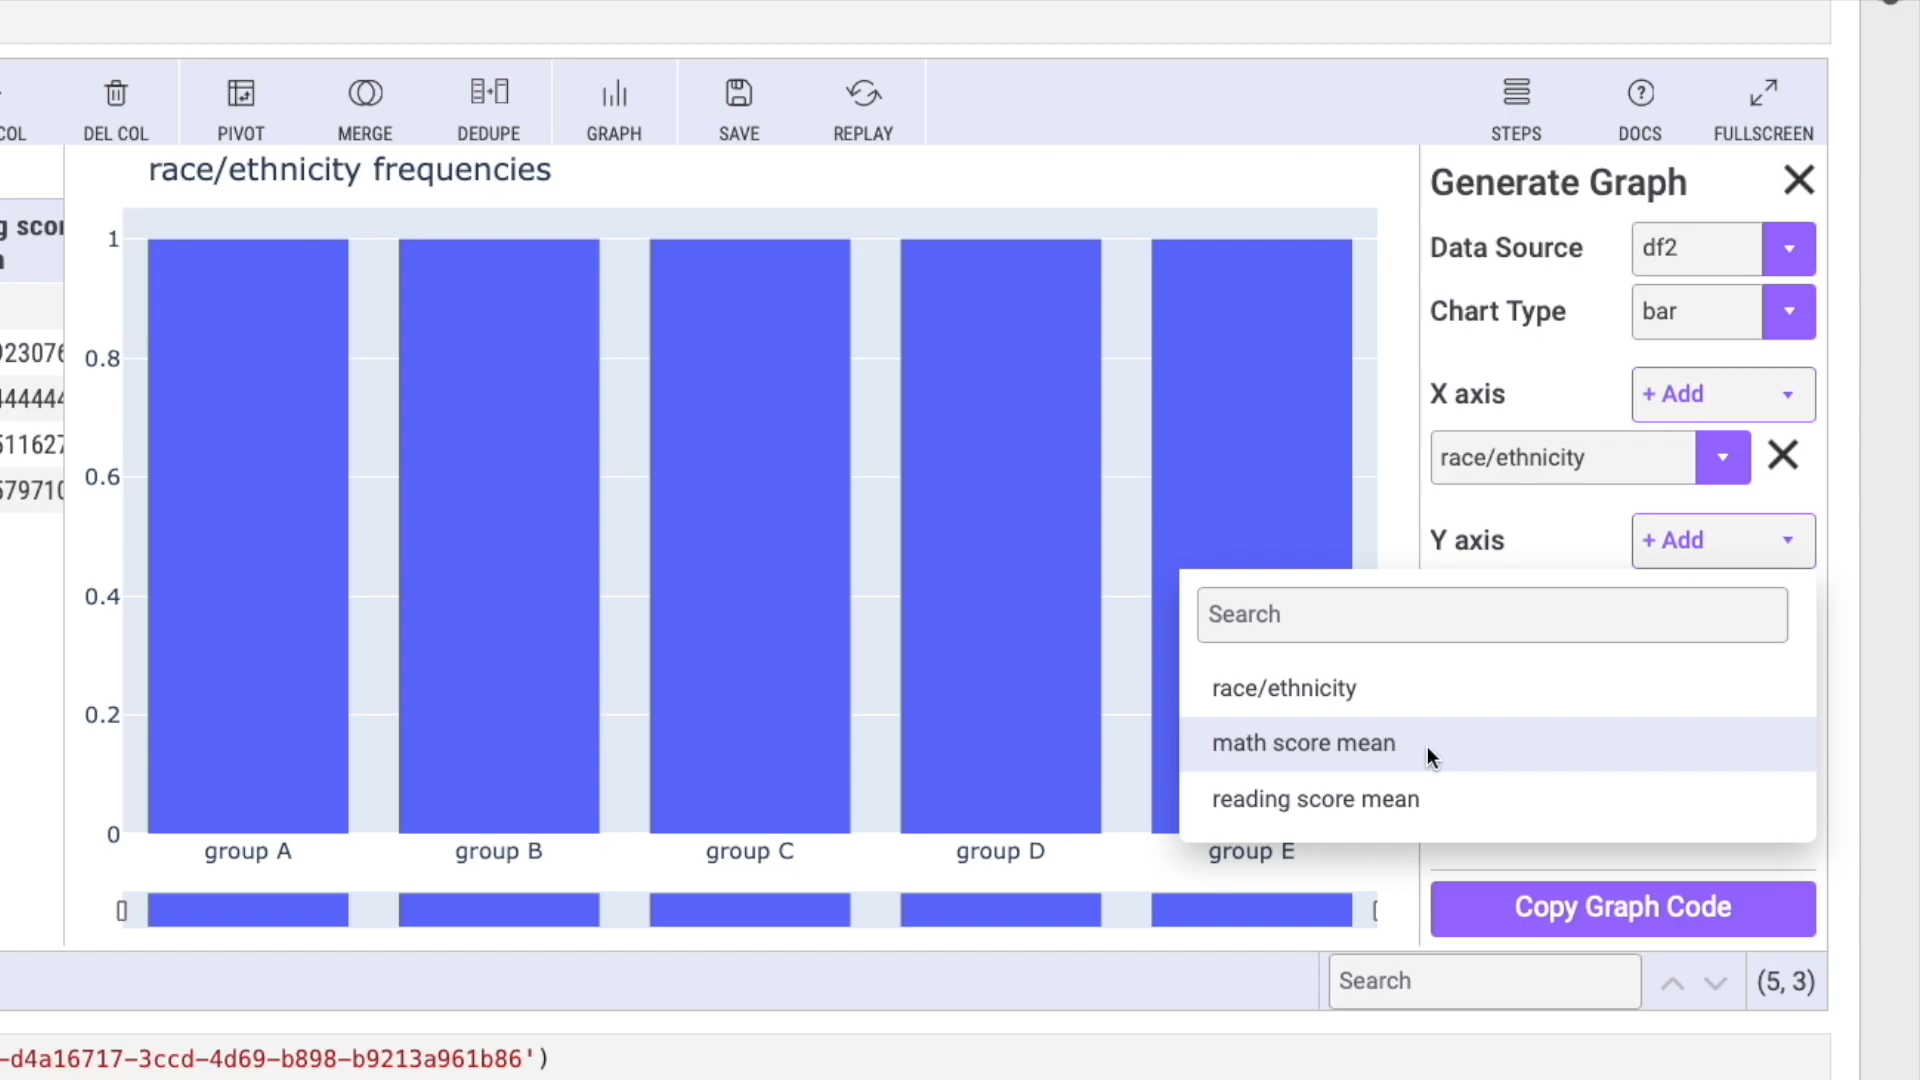 COL
DEL COL
PIVOT
MERGE
DEDUPE
GRAPH
SAVE
REPLAY
STEPS
DOCS
FULLSCREEN
race/ethnicity frequencies
Generate Graph
Data Source
df2
Chart Type
bar
X axis
+ Add
race/ethnicity
Y axis
+ Add
Search
race/ethnicity
math score mean
reading score mean
1
0.8
0.6
0.4
0.2
0
group A
group B
group C
group D
group E
Copy Graph Code
Search
(5, 3)
-d4a16717-3ccd-4d69-b898-b9213a961b86')